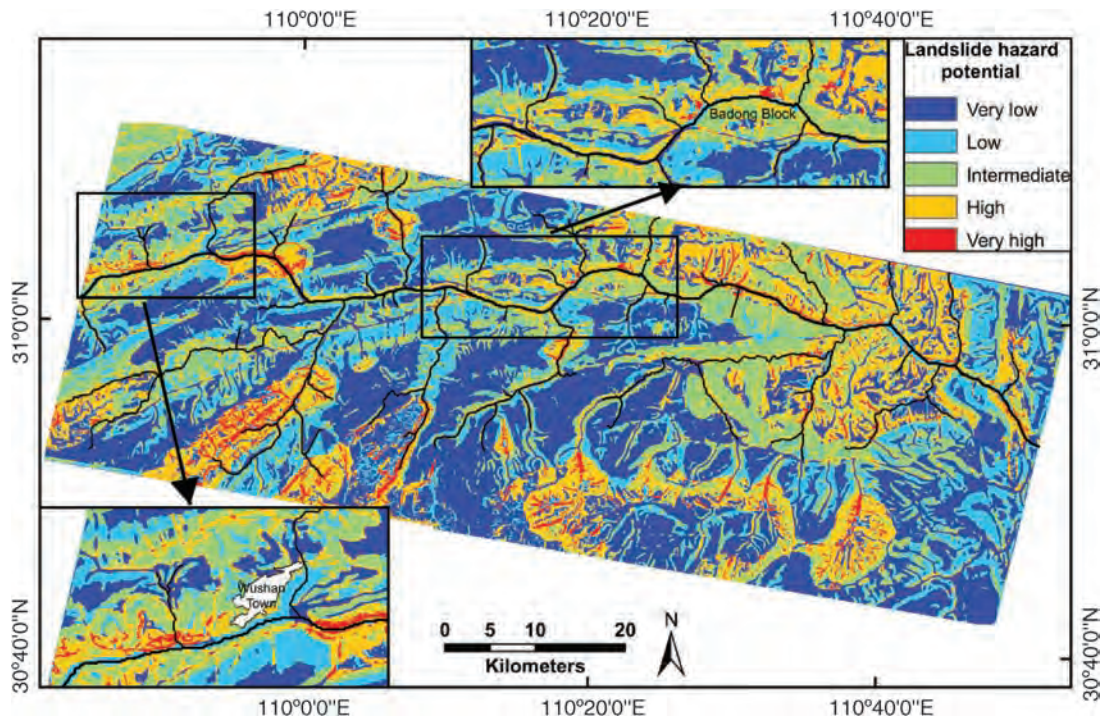 110°0'0"E
110°20'0"E
110°40'0"E
Landslide hazard
potential
Very low
Low
Intermediate
High
Very high
Badong Block
31°0'0"N
31°0'0"N
Wushan
Town
N
0 5 10 20
Kilometers
30°40'0"N
30°40'0"N
110°0'0"E
110°20'0"E
110°40'0"E